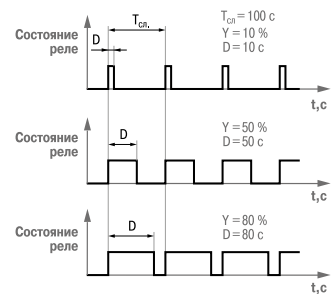 Состояние
реле
D
Tсл.
Tсл = 100 с
Y = 10 %
D = 10 с
t,с
Состояние
реле
D
Y = 50 %
D = 50 с
t,с
Состояние
реле
D
Y = 80 %
D = 80 с
t,с